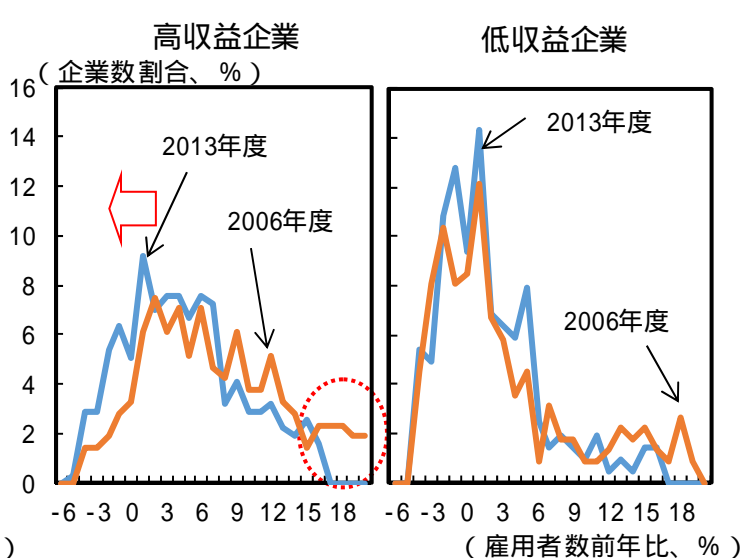 高収益企業
低収益企業
(企業数割合、%)
16
14
12
10
8
6
4
2
0
2013年度
2006年度
2013年度
2006年度
-6 -3 0 3 6 9 12 15 18
-6 -3 0 3 6 9 12 15 18
)
(雇用者数前年比、%)